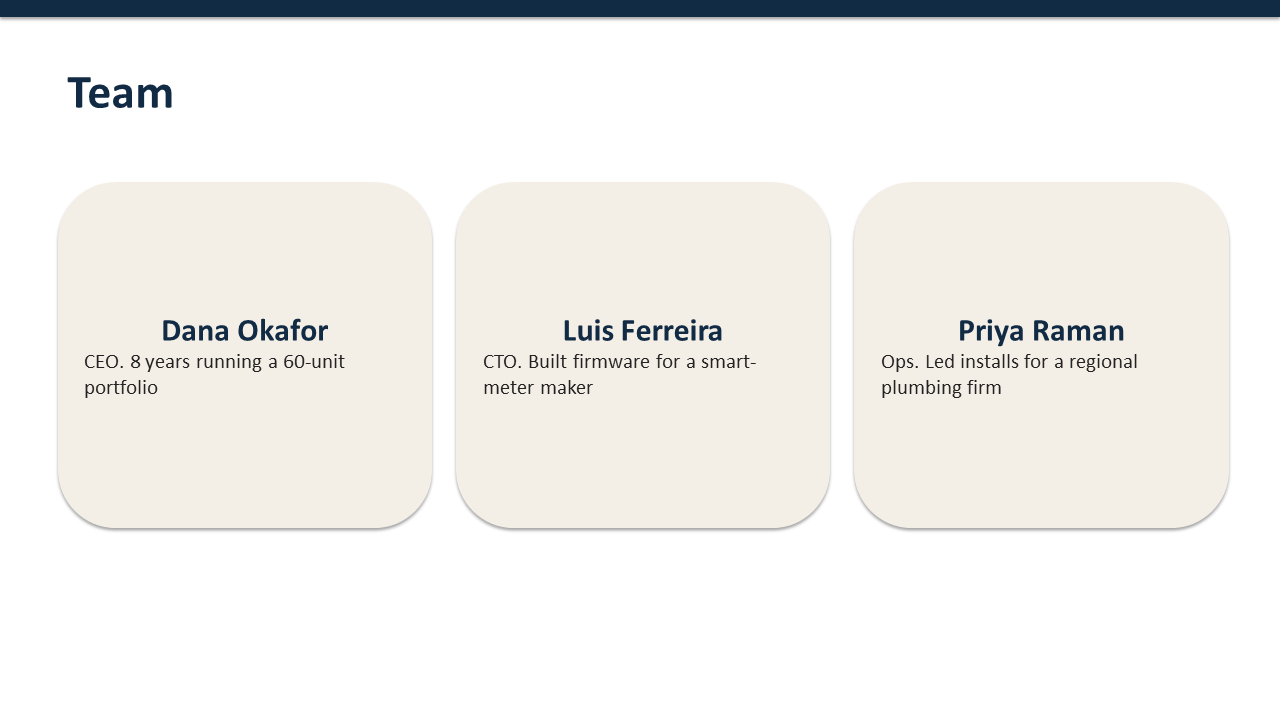 Team
Dana Okafor
CEO. 8 years running a 60-unit
portfolio
Luis Ferreira
CTO. Built firmware for a smart-
meter maker
Priya Raman
Ops. Led installs for a regional
plumbing firm